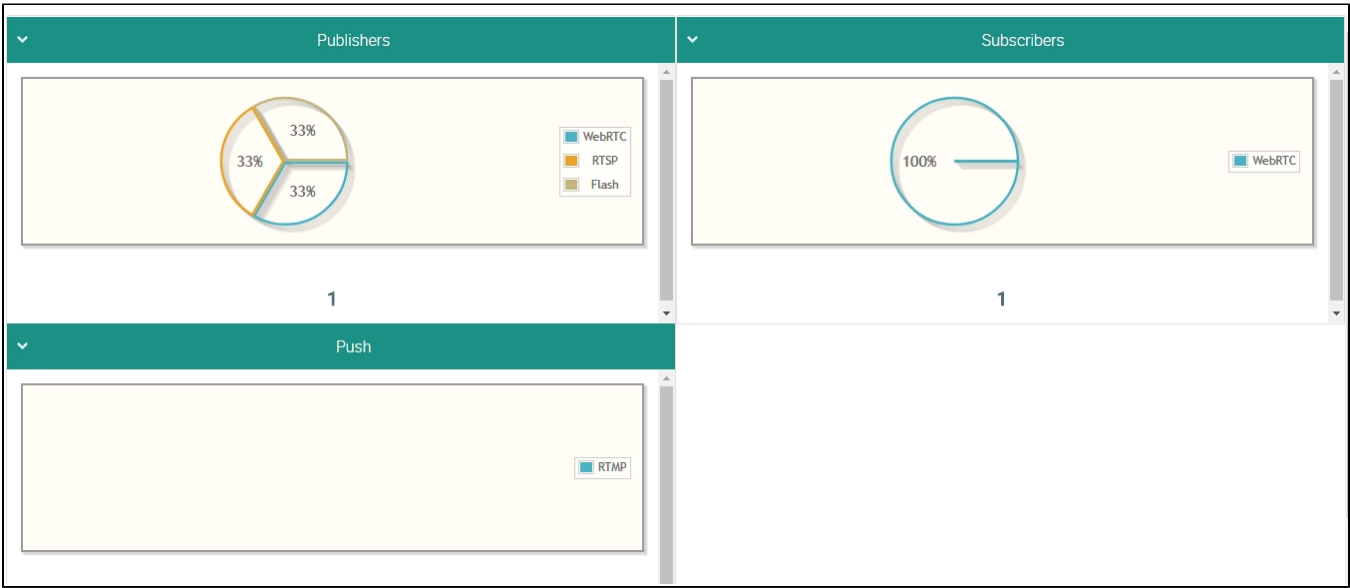 Publishers
33%
33%
33%
WebRTC
RTSP
Flash
1
Subscribers
100%
WebRTC
1
Push
RTMP